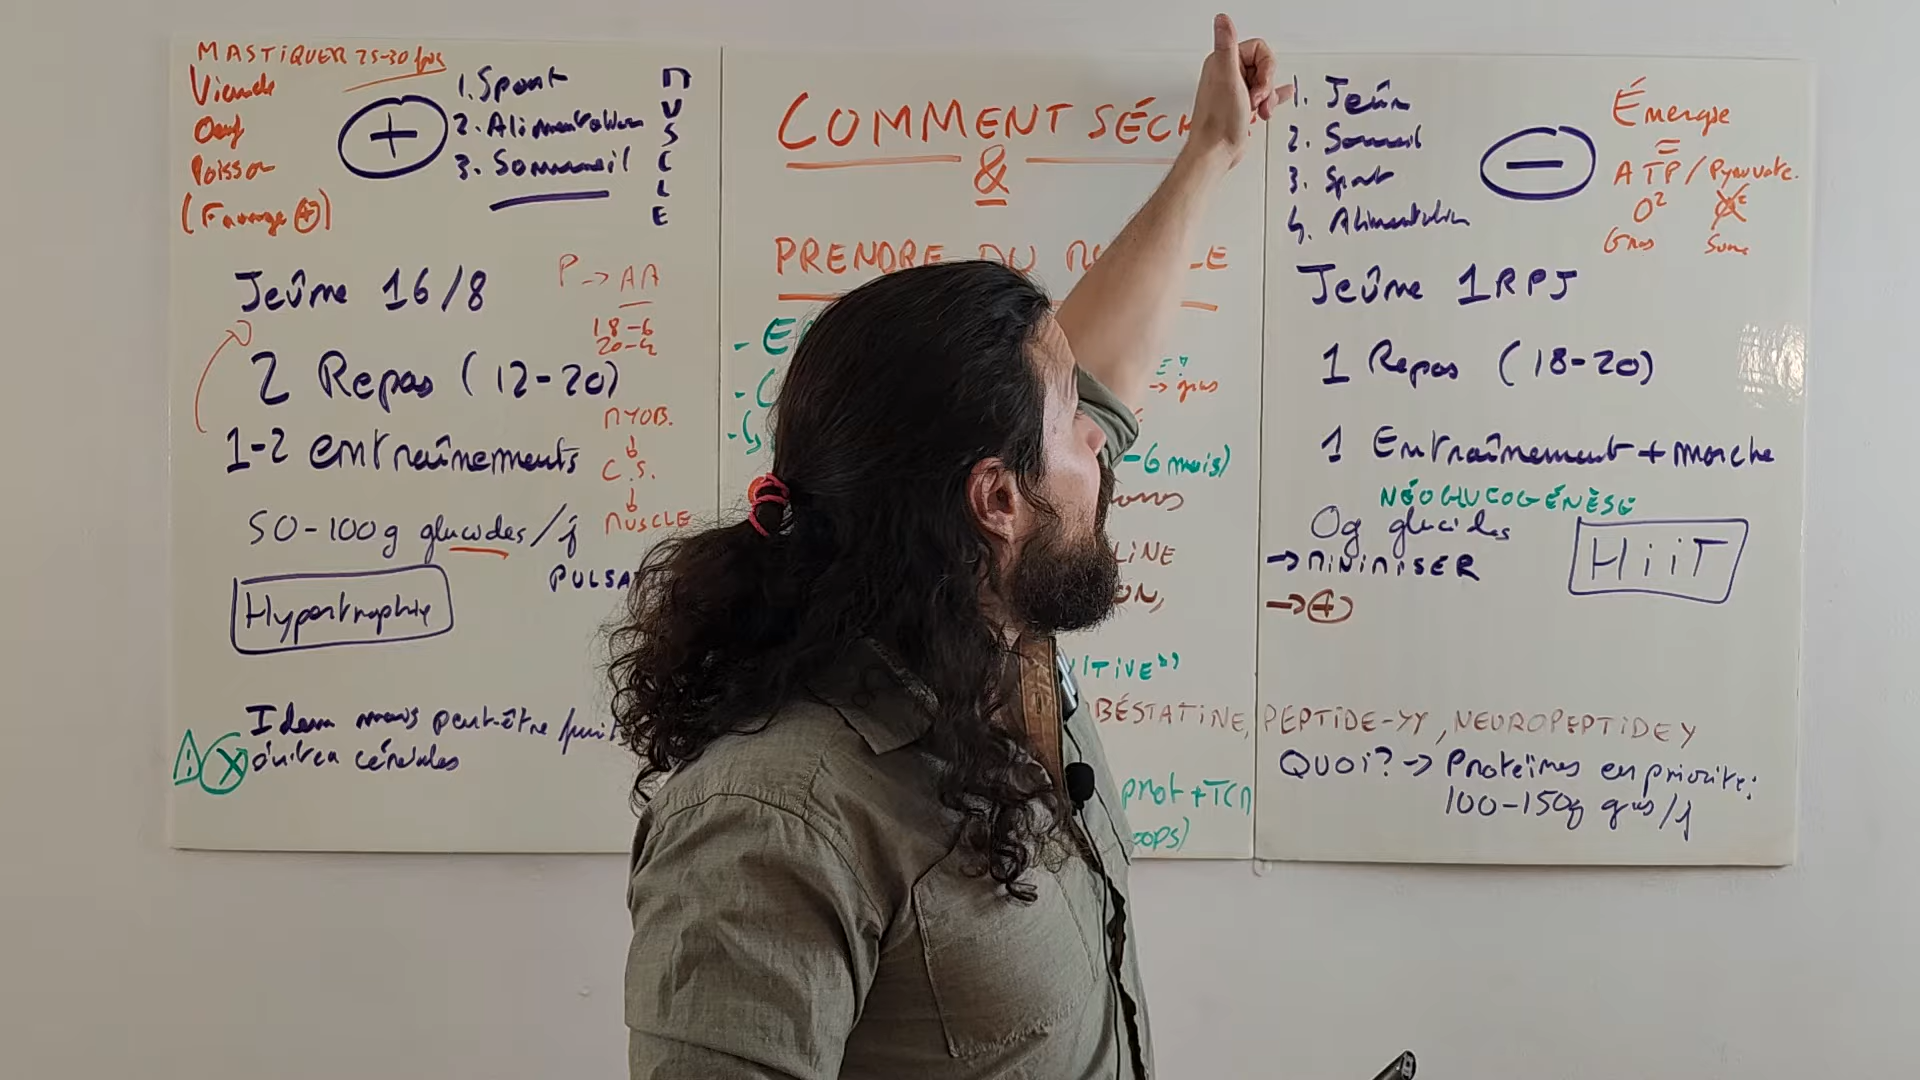 MASTIQUER 25-30 fois
Viande
Oeuf
Poisson
1. Sport
2. Alimentation
3. Sommeil
+
MUSCLE
Jeûne 16/8
P -> AA
18-6
20-4
2 Repas (12-20)
1-2 entraînements
MYOB.
C.S.
MUSCLE
50-100g glucides/j
Hypertrophie
Idem mais peut-être
éviter céréales
COMMENT SÉCH
&
PRENDRE DU
-> gras
-6 mois)
LINE
ON,
ITIVE"
prot + TCM
oops)
1. Jeûn
2. Sommeil
3. Sport
4. Alimentation
−
Énergie
=
ATP / Pyruvate.
O²
Gras
Jeûne 1RPJ
1 Repas (18-20)
1 Entraînement + marche
NÉOGLUCOGÉNÈSE
0g glucides
-> MINIMISER
-> +
HiiT
OBÉSTATINE, PEPTIDE-YY, NEUROPEPTIDE Y
QUOI? -> Protéines en priorité:
100-150g gras/j